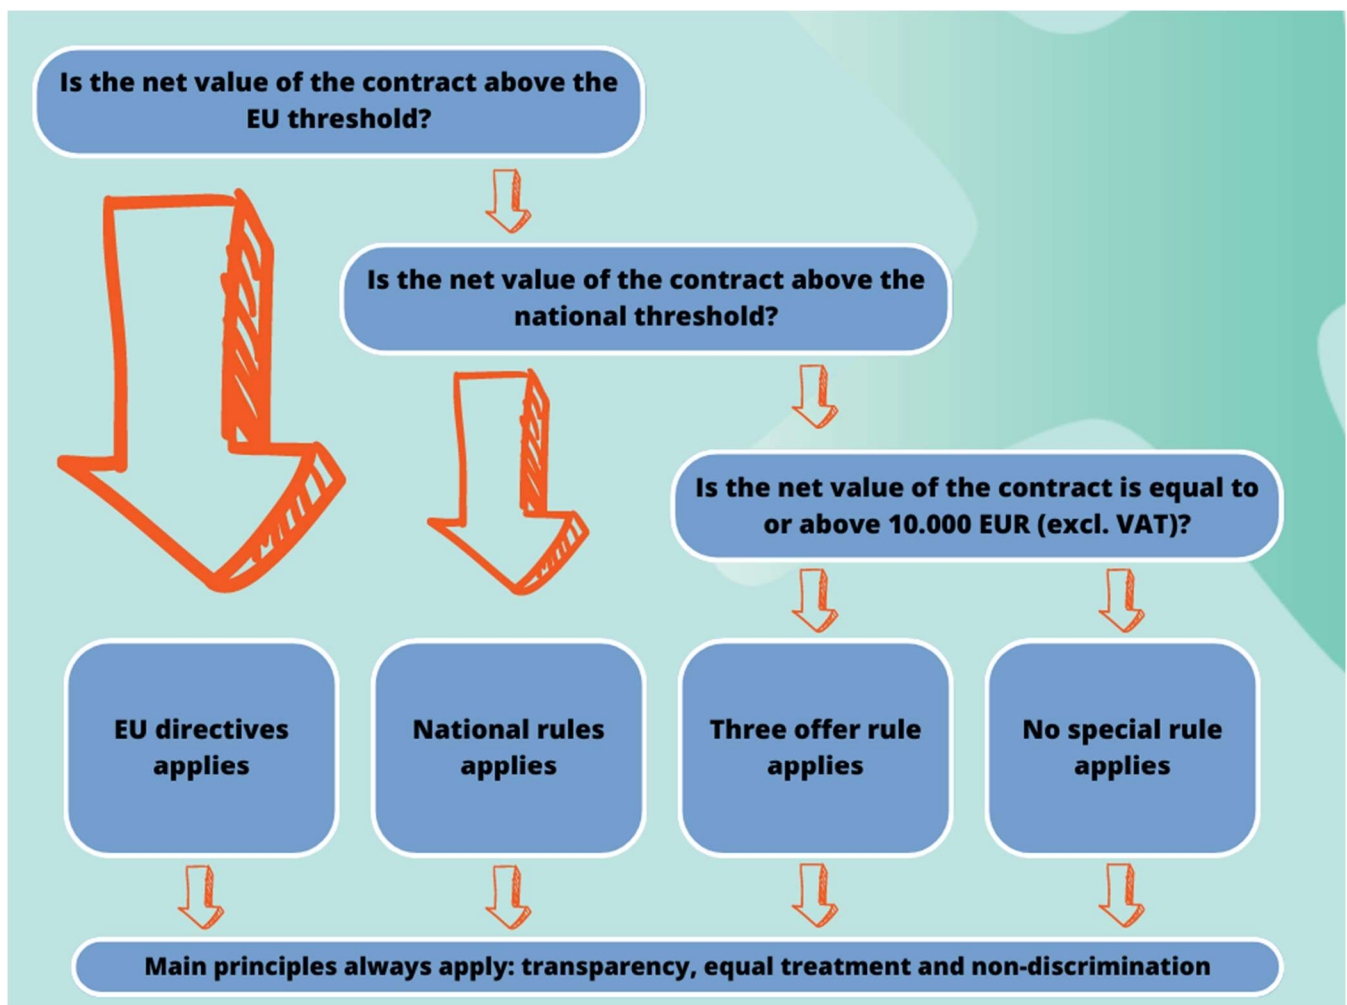 Is the net value of the contract above the
EU threshold?
Is the net value of the contract above the
national threshold?
Is the net value of the contract is equal to
or above 10.000 EUR (excl. VAT)?
EU directives
applies
National rules
applies
Three offer rule
applies
No special rule
applies
Main principles always apply: transparency, equal treatment and non-discrimination